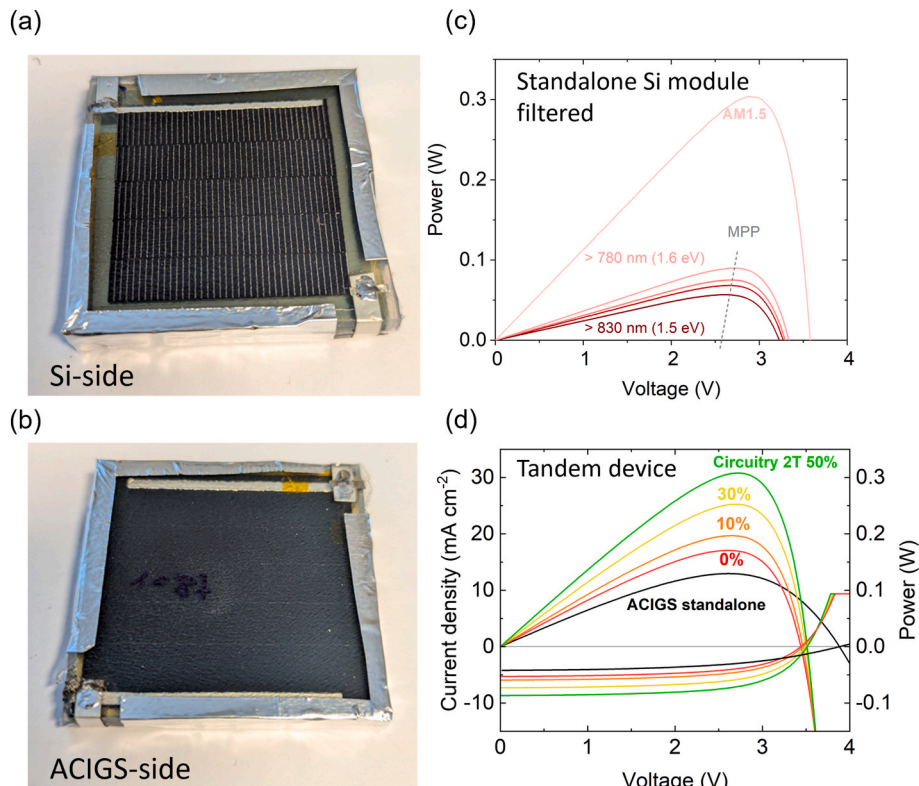 (a)
Si-side
(b)
ACIGS-side
(c)
Standalone Si module
filtered
AM1.5
MPP
> 780 nm (1.6 eV)
> 830 nm (1.5 eV)
Power (W)
0.3
0.2
0.1
0.0
0
1
2
3
4
Voltage (V)
(d)
Tandem device
Circuitry 2T 50%
30%
10%
0%
ACIGS standalone
Current density (mA cm⁻²)
30
20
10
0
-10
Power (W)
0.3
0.2
0.1
0.0
-0.1
0
1
2
3
4
Voltage (V)